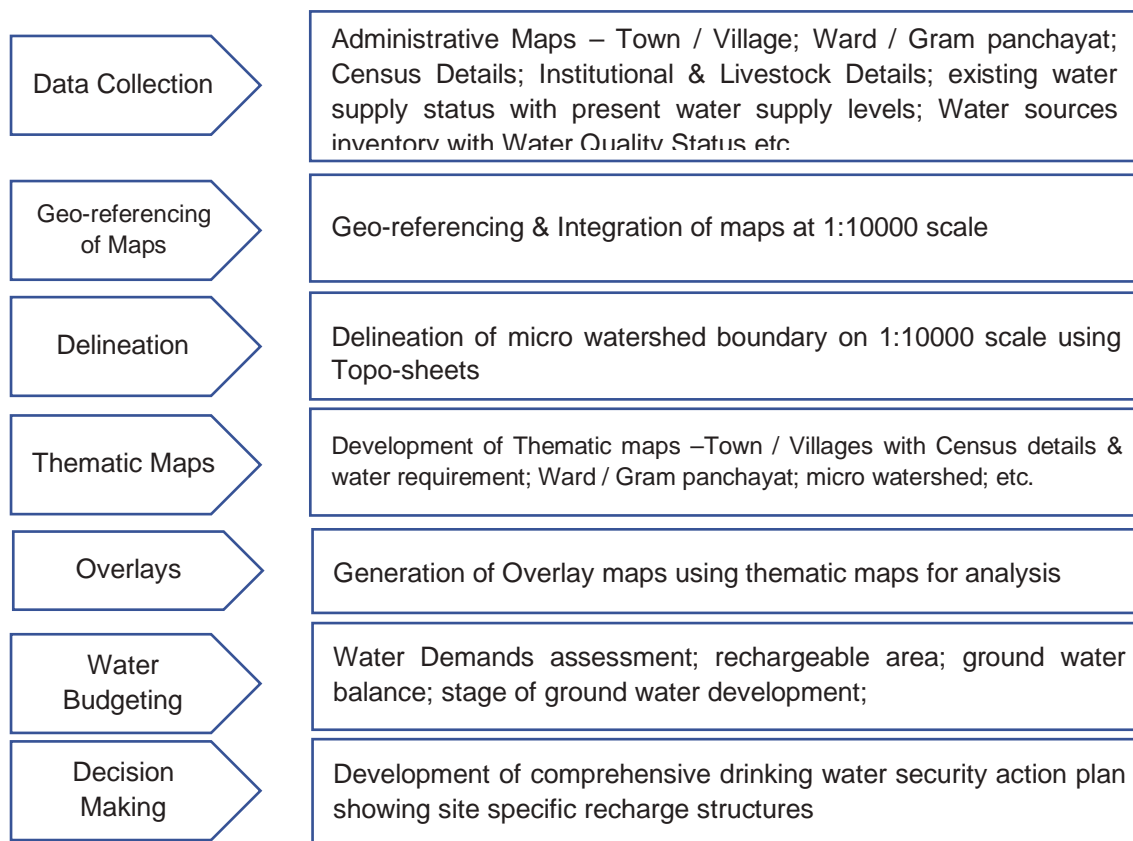 Data Collection
Administrative Maps – Town / Village; Ward / Gram panchayat;
Census Details; Institutional & Livestock Details; existing water
supply status with present water supply levels; Water sources
inventory with Water Quality Status etc
Geo-referencing
of Maps
Geo-referencing & Integration of maps at 1:10000 scale
Delineation
Delineation of micro watershed boundary on 1:10000 scale using
Topo-sheets
Thematic Maps
Development of Thematic maps –Town / Villages with Census details &
water requirement; Ward / Gram panchayat; micro watershed; etc.
Overlays
Generation of Overlay maps using thematic maps for analysis
Water
Budgeting
Water Demands assessment; rechargeable area; ground water
balance; stage of ground water development;
Decision
Making
Development of comprehensive drinking water security action plan
showing site specific recharge structures